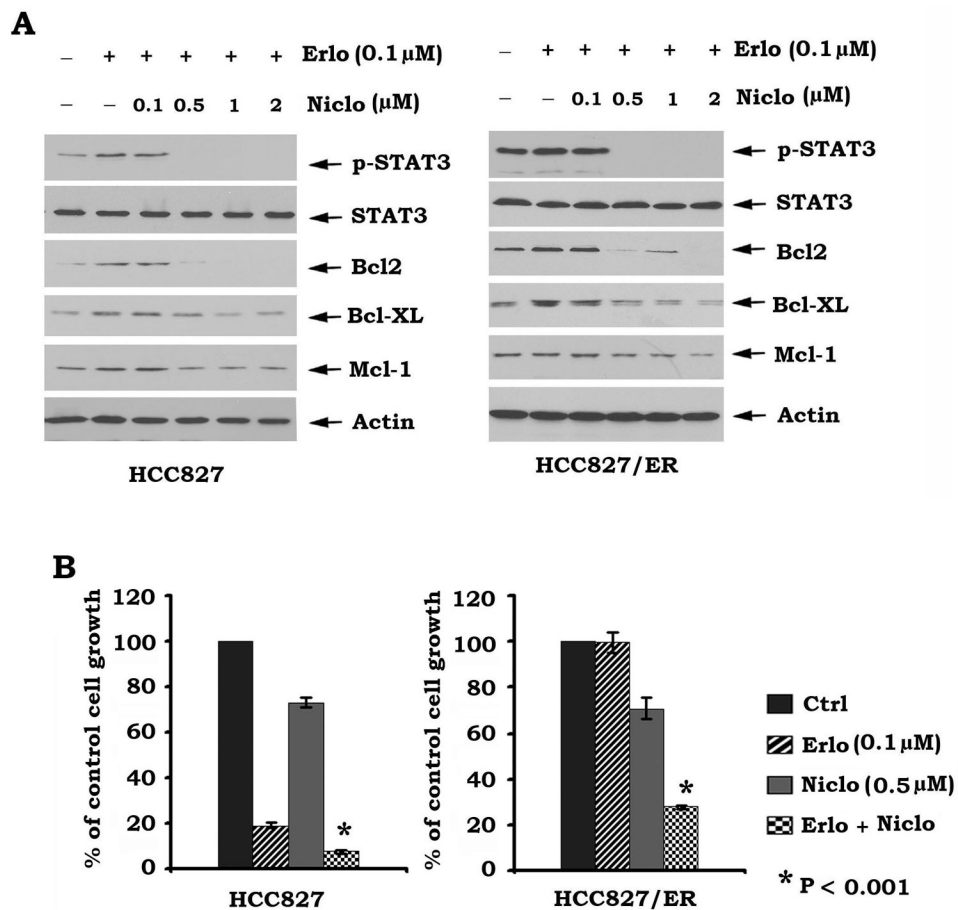 A
– + + + + + Erlo (0.1 µM) – + + + + + Erlo (0.1 µM)
– – 0.1 0.5 1 2 Niclo (µM) – – 0.1 0.5 1 2 Niclo (µM)
p-STAT3 p-STAT3
STAT3 STAT3
Bcl2 Bcl2
Bcl-XL Bcl-XL
Mcl-1 Mcl-1
Actin Actin
HCC827 HCC827/ER
B
% of control cell growth
120
100
80
60
40
20
0
*
HCC827
% of control cell growth
120
100
80
60
40
20
0
*
HCC827/ER
Ctrl
Erlo (0.1 µM)
Niclo (0.5 µM)
Erlo + Niclo
* P < 0.001